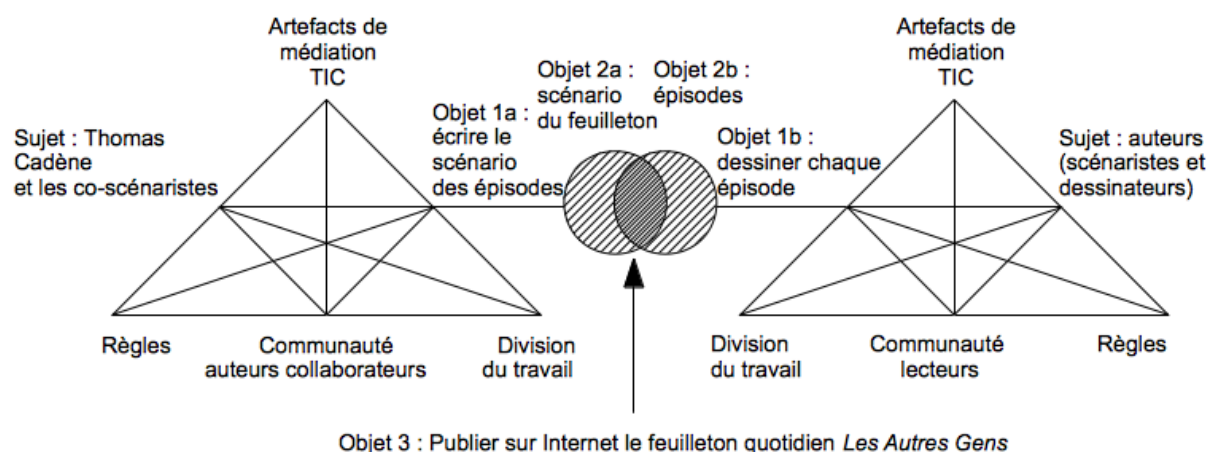 Artefacts de
médiation
TIC
Sujet : Thomas
Cadène
et les co-scénaristes
Objet 1a :
écrire le
scénario
des épisodes
Objet 2a :
scénario
du feuilleton
Objet 2b :
épisodes
Objet 1b :
dessiner chaque
épisode
Artefacts de
médiation
TIC
Sujet : auteurs
(scénaristes et
dessinateurs)
Règles
Communauté
auteurs collaborateurs
Division
du travail
Division
du travail
Communauté
lecteurs
Règles
Objet 3 : Publier sur Internet le feuilleton quotidien Les Autres Gens